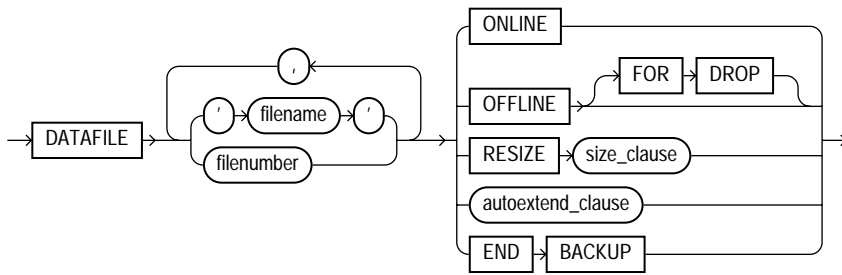 ONLINE
,
FOR DROP
' filename '
OFFLINE
DATAFILE
filenumber
RESIZE size_clause
autoextend_clause
END BACKUP